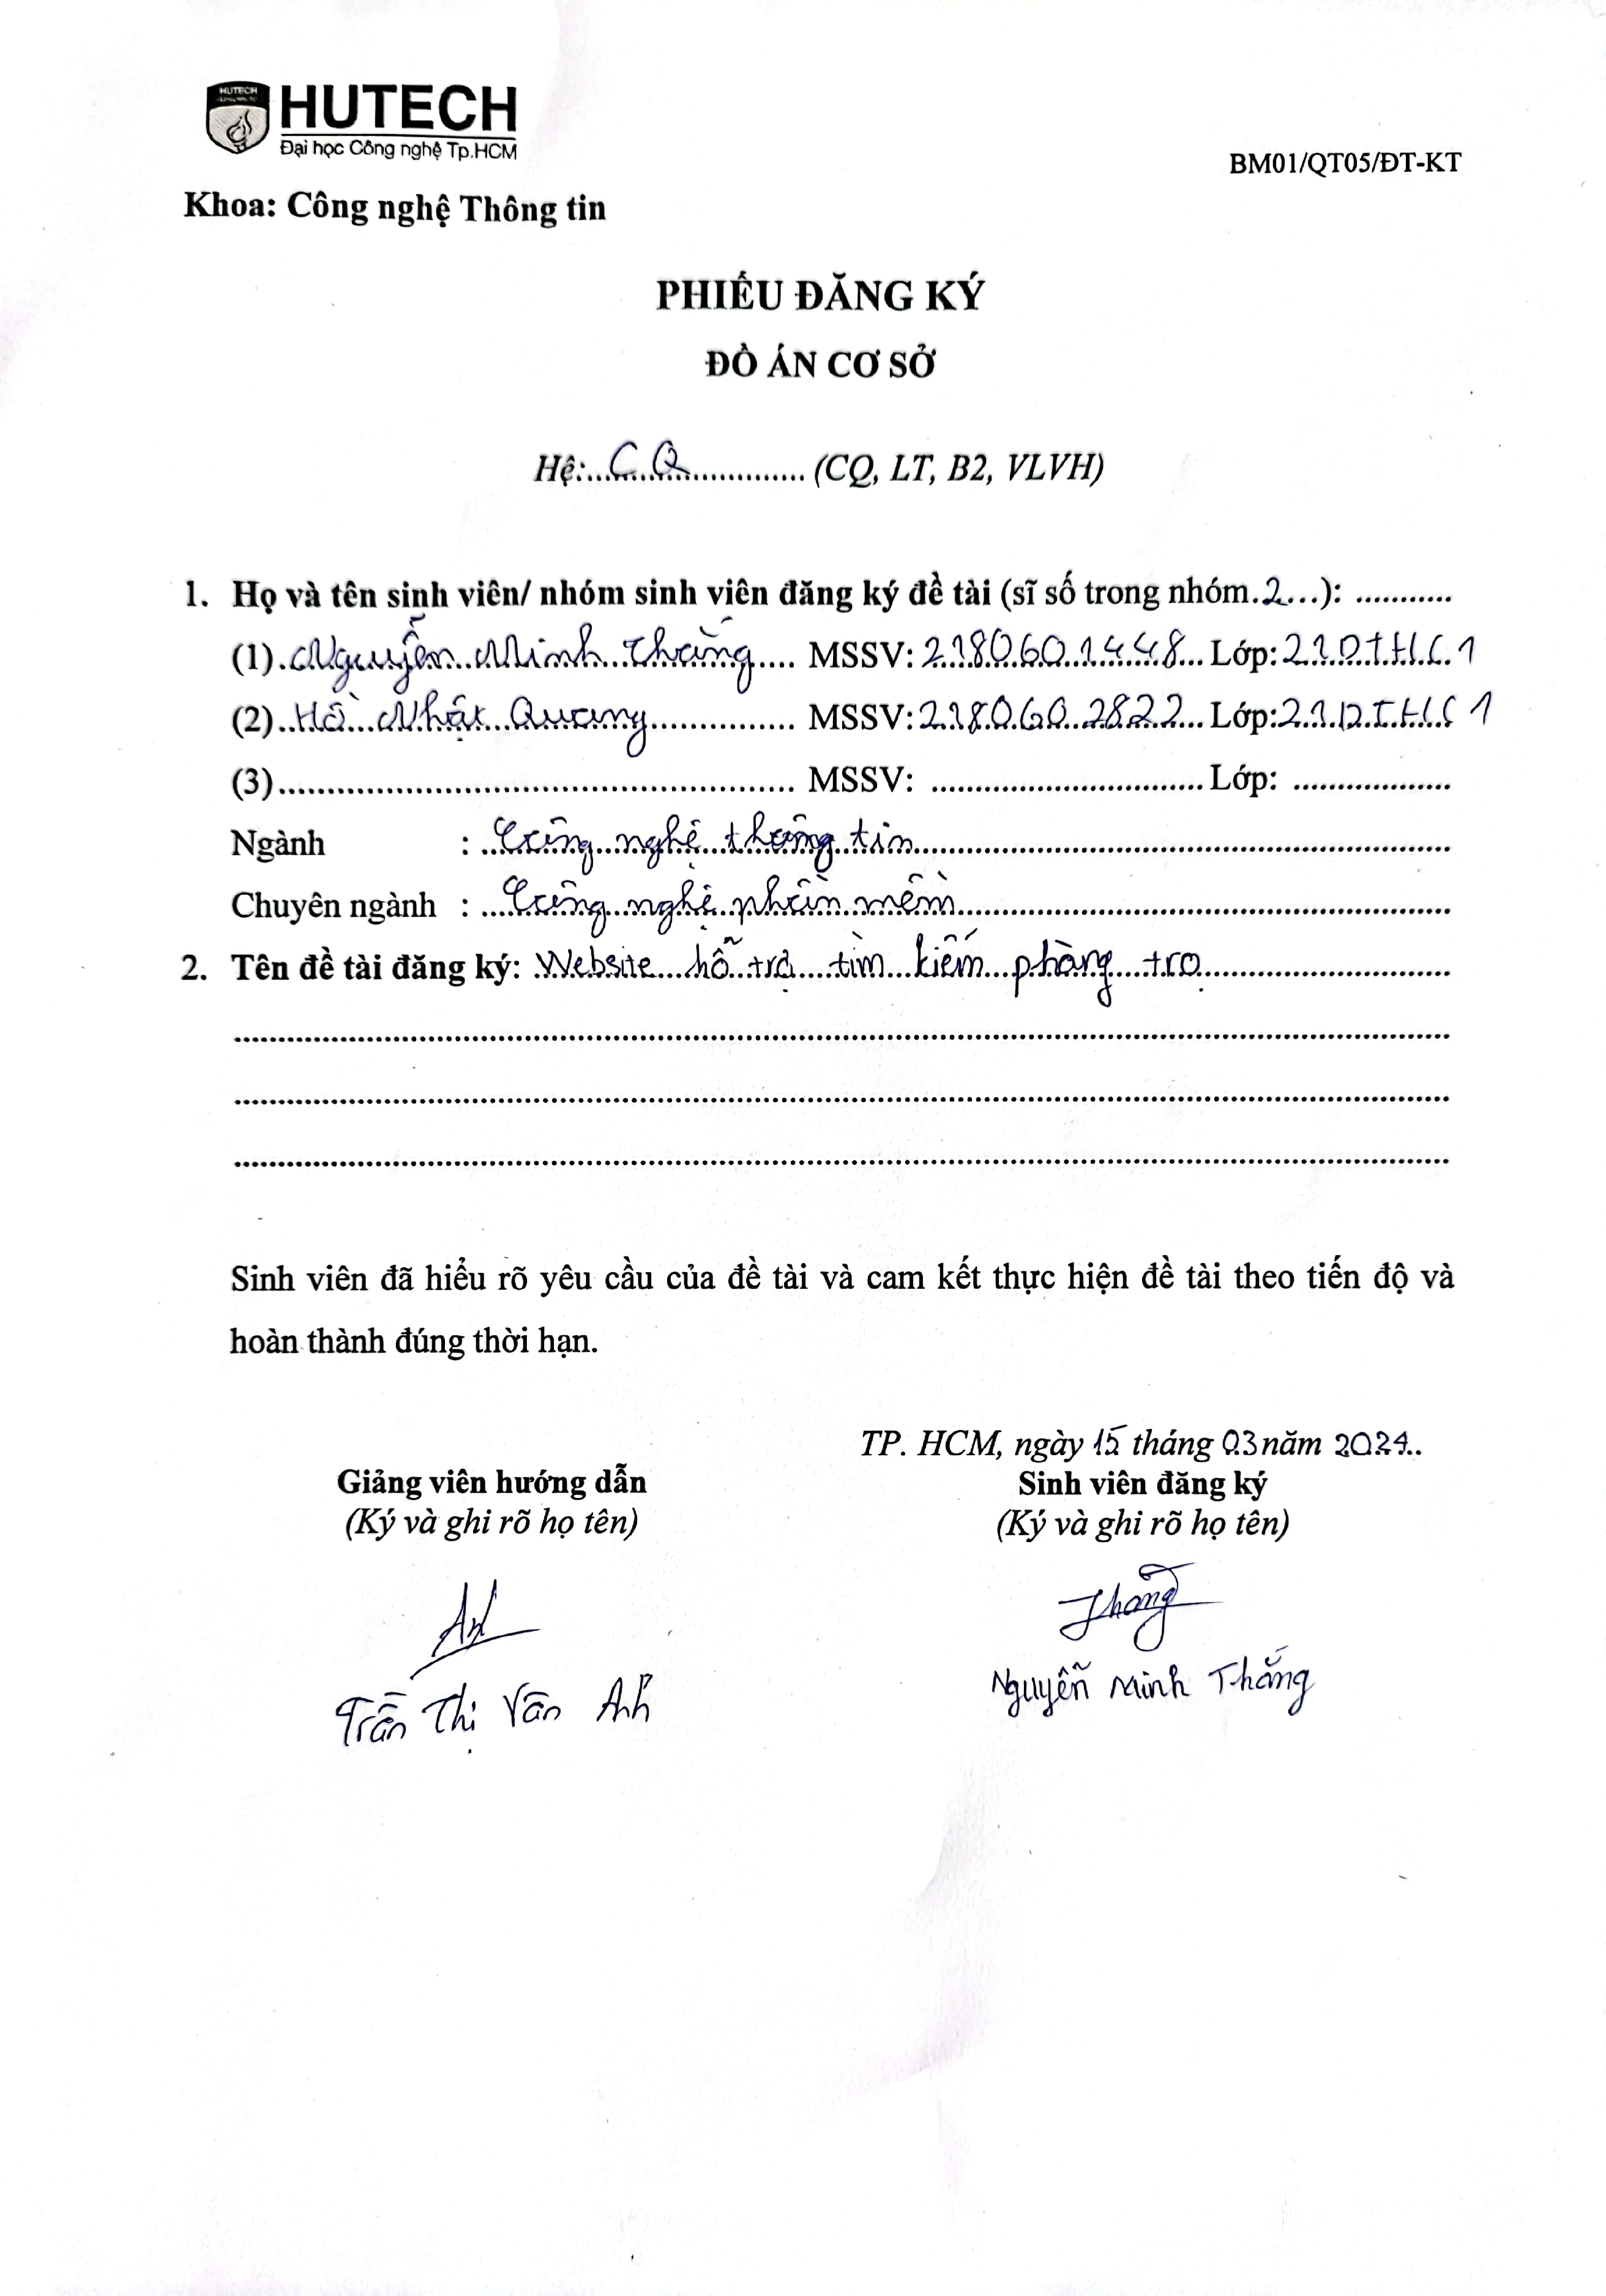 HUTECH
HUTECH
Đại học Công nghệ Tp.HCM
BM01/QT05/ĐT-KT
Khoa: Công nghệ Thông tin
PHIẾU ĐĂNG KÝ
ĐỒ ÁN CƠ SỞ
Hệ:...CQ............ (CQ, LT, B2, VLVH)
1. Họ và tên sinh viên/ nhóm sinh viên đăng ký đề tài (sĩ số trong nhóm.2...): ...........
(1).Nguyễn Minh Thắng.... MSSV: 2180601448... Lớp: 21DTHC1
(2)..Hồ Nhật Quang............... MSSV: 2180602822... Lớp: 21DTHC1
(3)..................................................... MSSV: ............................ Lớp: ................
Ngành : ..Công nghệ thông tin......................................................
Chuyên ngành : ...Công nghệ phần mềm..................................................
2. Tên đề tài đăng ký: Website hỗ trợ tìm kiếm phòng trọ.........................
Sinh viên đã hiểu rõ yêu cầu của đề tài và cam kết thực hiện đề tài theo tiến độ và
hoàn thành đúng thời hạn.
TP. HCM, ngày 15 tháng 03 năm 2024..
Giảng viên hướng dẫn Sinh viên đăng ký
(Ký và ghi rõ họ tên) (Ký và ghi rõ họ tên)
Thắng
Trần Thị Vân Anh Nguyễn Minh Thắng